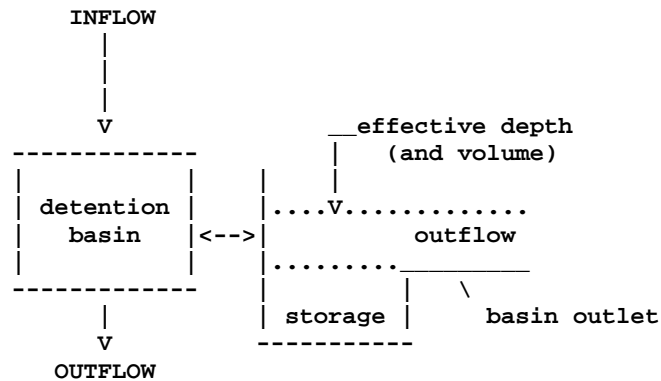 INFLOW
effective depth
(and volume)
detention
basin
outflow
storage
basin outlet
OUTFLOW